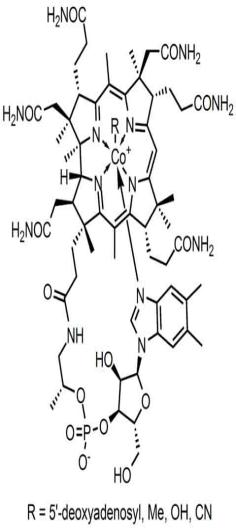 H₂NOC
CONH₂
H₂NOC
CONH₂
R
N
N
Co⁺
H
N
N
H₂NOC
CONH₂
O
N
NH
N
HO
O
O
O=P-O
O⁻
HO
R = 5'-deoxyadenosyl, Me, OH, CN